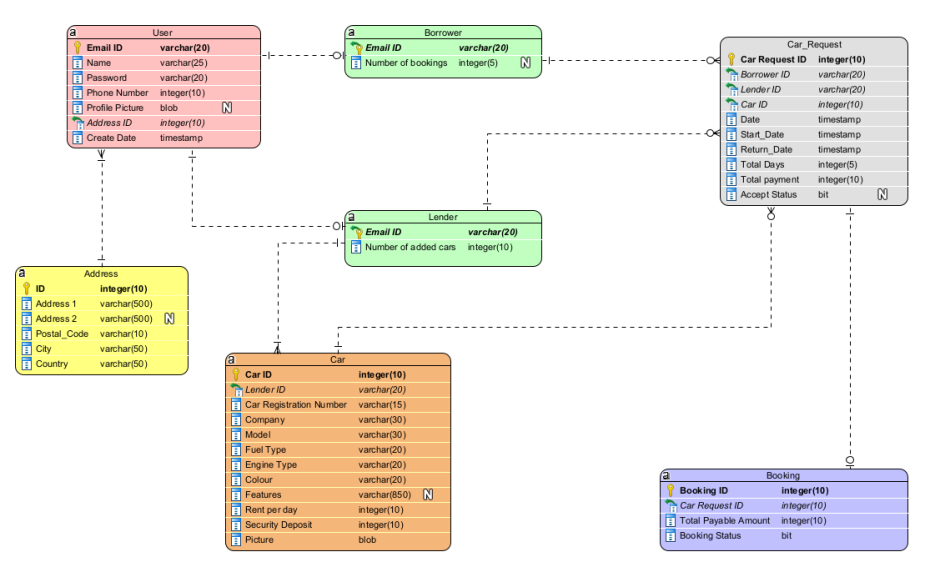 a User
Email ID varchar(20)
Name varchar(25)
Password varchar(20)
Phone Number integer(10)
Profile Picture blob N
Address ID integer(10)
Create Date timestamp
a Borrower
Email ID varchar(20)
Number of bookings integer(5) N
Car_Request
Car Request ID integer(10)
Borrower ID varchar(20)
Lender ID varchar(20)
Car ID integer(10)
Date timestamp
Start_Date timestamp
Return_Date timestamp
Total Days integer(5)
Total payment integer(10)
Accept Status bit N
a Lender
Email ID varchar(20)
Number of added cars integer(10)
a Address
ID integer(10)
Address 1 varchar(500)
Address 2 varchar(500) N
Postal_Code varchar(10)
City varchar(50)
Country varchar(50)
a Car
Car ID integer(10)
Lender ID varchar(20)
Car Registration Number varchar(15)
Company varchar(30)
Model varchar(30)
Fuel Type varchar(20)
Engine Type varchar(20)
Colour varchar(20)
Features varchar(850) N
Rent per day integer(10)
Security Deposit integer(10)
Picture blob
a Booking
Booking ID integer(10)
Car Request ID integer(10)
Total Payable Amount integer(10)
Booking Status bit